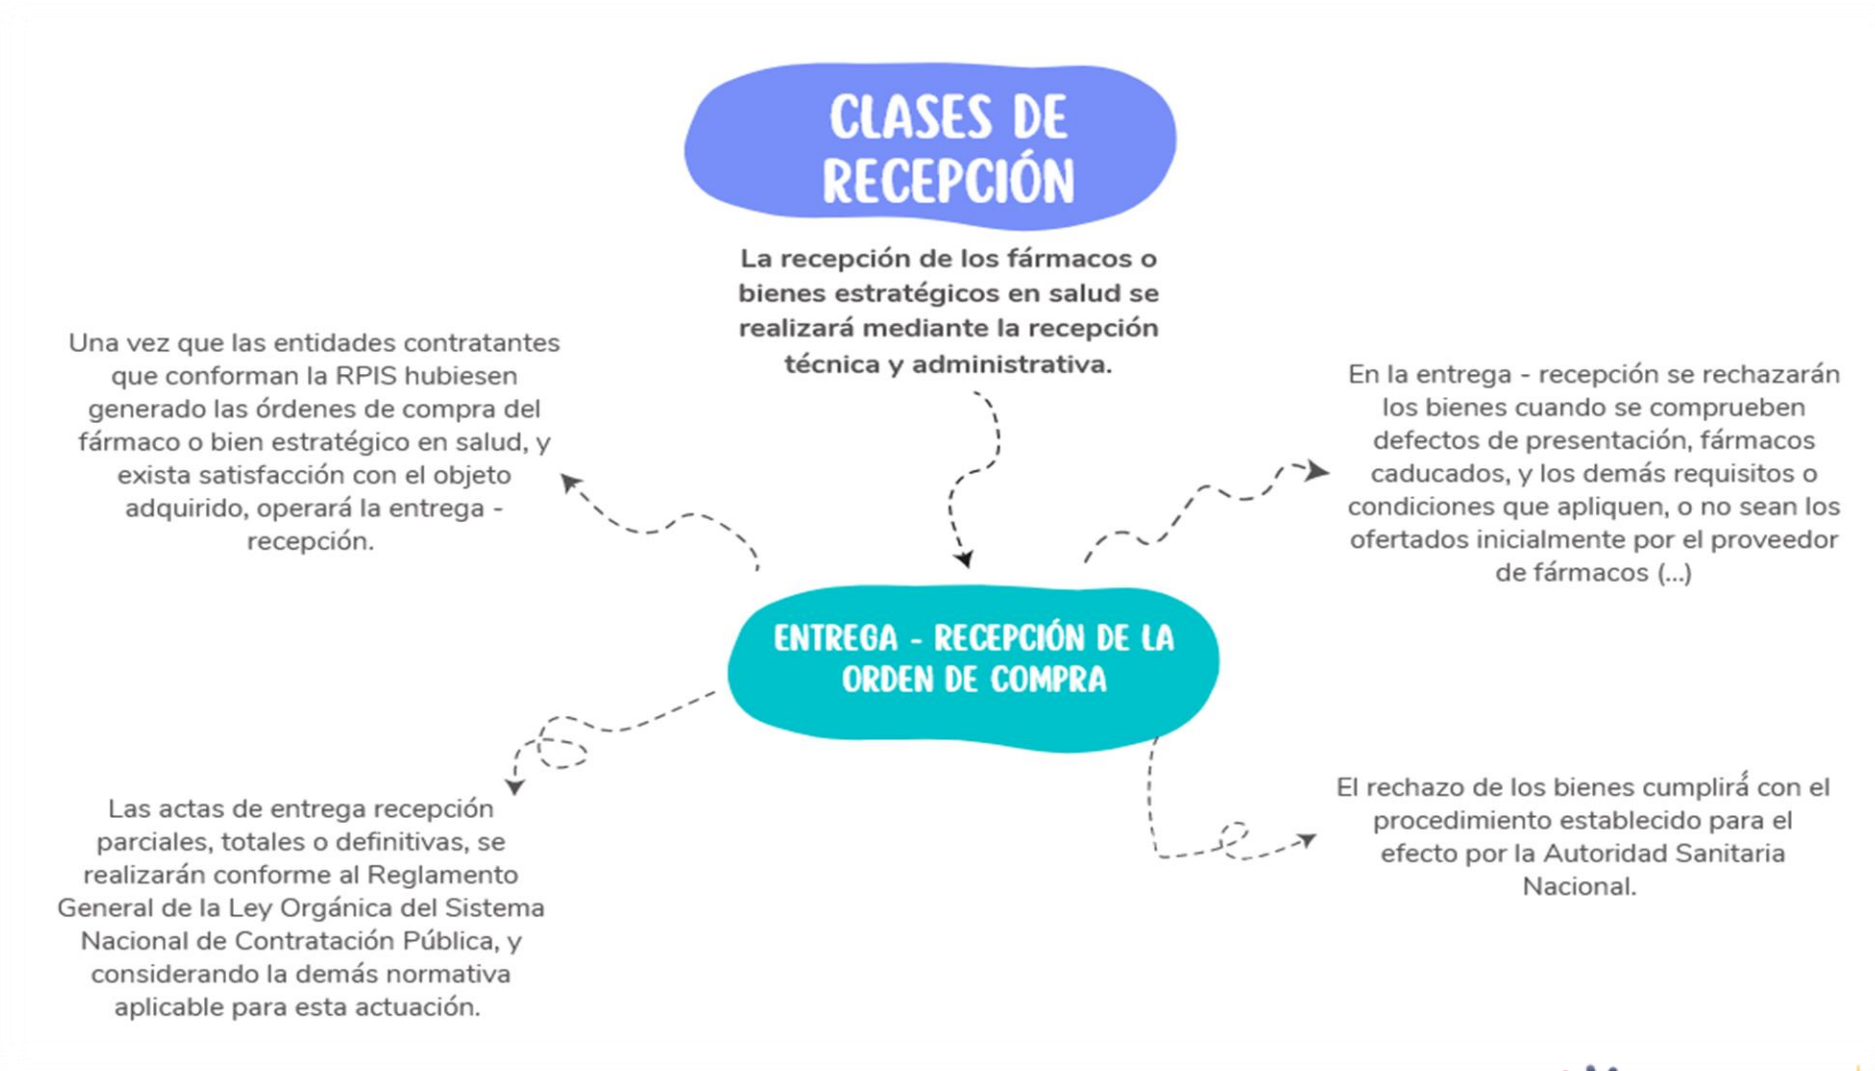 CLASES DE
RECEPCIÓN
La recepción de los fármacos o
bienes estratégicos en salud se
realizará mediante la recepción
técnica y administrativa.
Una vez que las entidades contratantes
que conforman la RPIS hubiesen
generado las órdenes de compra del
fármaco o bien estratégico en salud, y
exista satisfacción con el objeto
adquirido, operará la entrega -
recepción.
En la entrega - recepción se rechazarán
los bienes cuando se comprueben
defectos de presentación, fármacos
caducados, y los demás requisitos o
condiciones que apliquen, o no sean los
ofertados inicialmente por el proveedor
de fármacos (...)
ENTREGA - RECEPCIÓN DE LA
ORDEN DE COMPRA
Las actas de entrega recepción
parciales, totales o definitivas, se
realizarán conforme al Reglamento
General de la Ley Orgánica del Sistema
Nacional de Contratación Pública, y
considerando la demás normativa
aplicable para esta actuación.
El rechazo de los bienes cumplirá́ con el
procedimiento establecido para el
efecto por la Autoridad Sanitaria
Nacional.